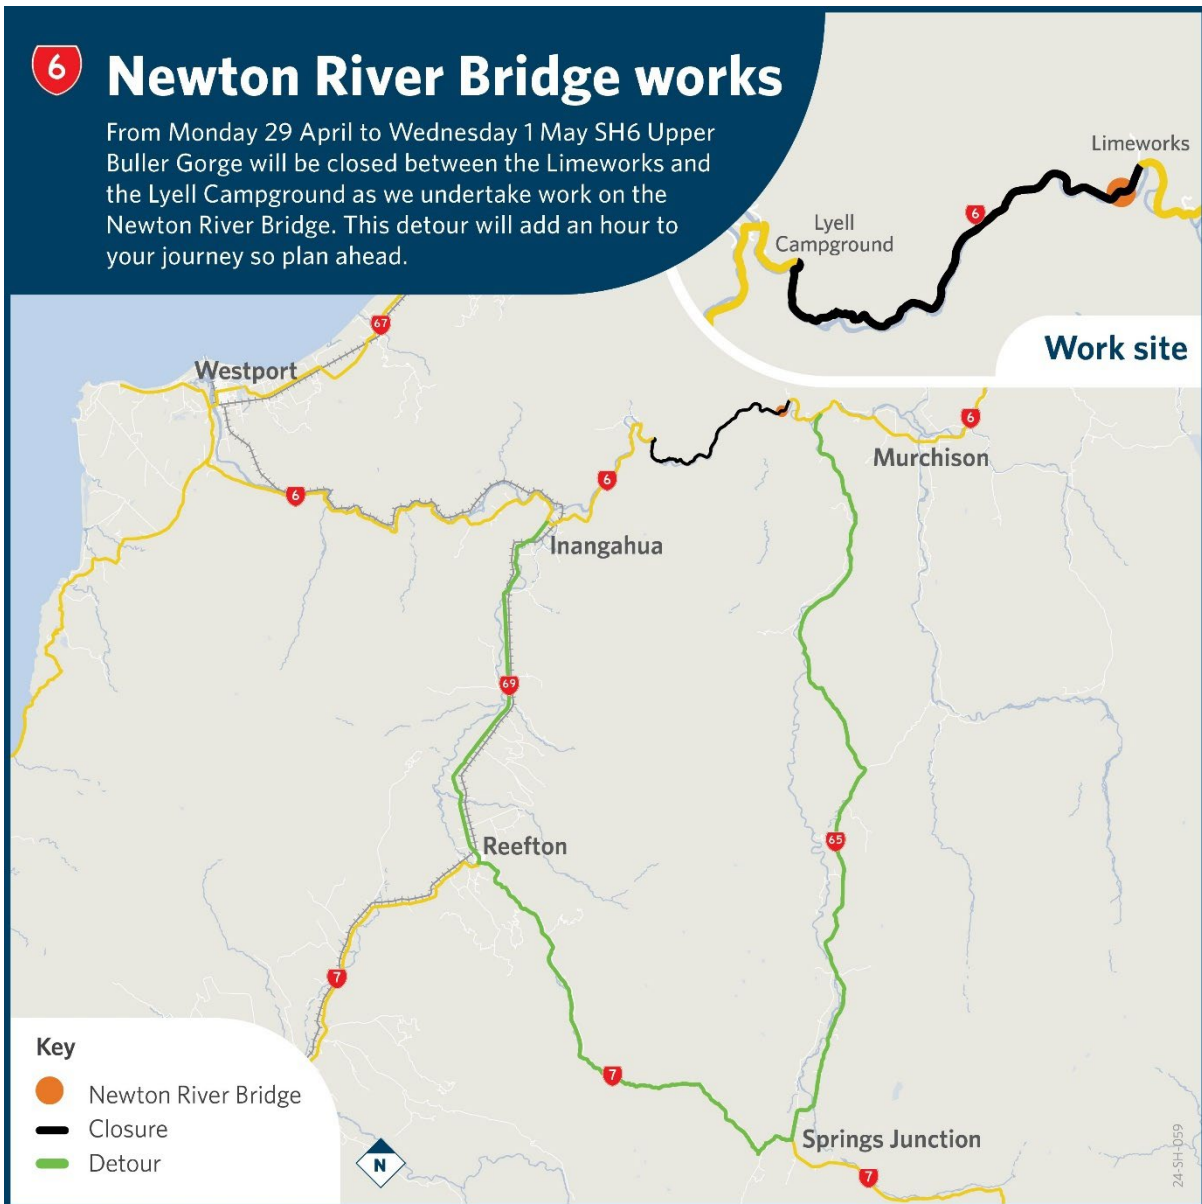 6
Newton River Bridge works
From Monday 29 April to Wednesday 1 May SH6 Upper
Buller Gorge will be closed between the Limeworks and
the Lyell Campground as we undertake work on the
Newton River Bridge. This detour will add an hour to
your journey so plan ahead.
Limeworks
6
Lyell
Campground
Work site
67
Westport
6
Murchison
6
6
Inangahua
69
Reefton
65
7
7
Springs Junction
7
Key
Newton River Bridge
Closure
Detour
N
24-SH-059